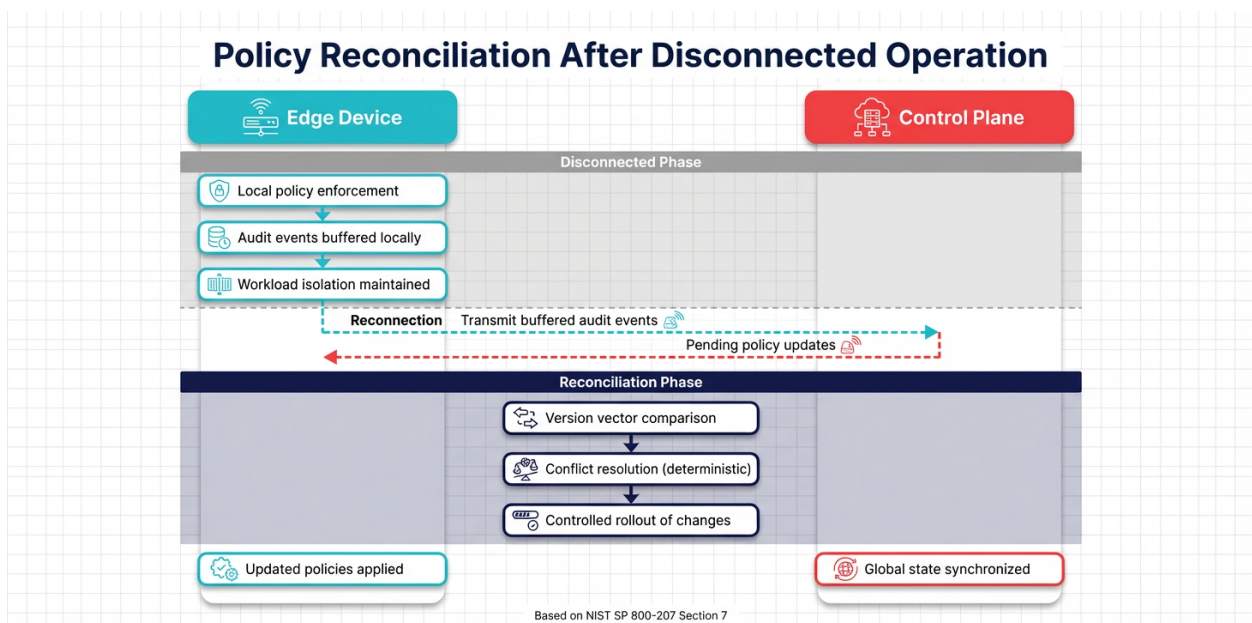 Policy Reconciliation After Disconnected Operation
Edge Device
Control Plane
Disconnected Phase
Local policy enforcement
Audit events buffered locally
Workload isolation maintained
Reconnection
Transmit buffered audit events
Pending policy updates
Reconciliation Phase
Version vector comparison
Conflict resolution (deterministic)
Controlled rollout of changes
Updated policies applied
Global state synchronized
Based on NIST SP 800-207 Section 7